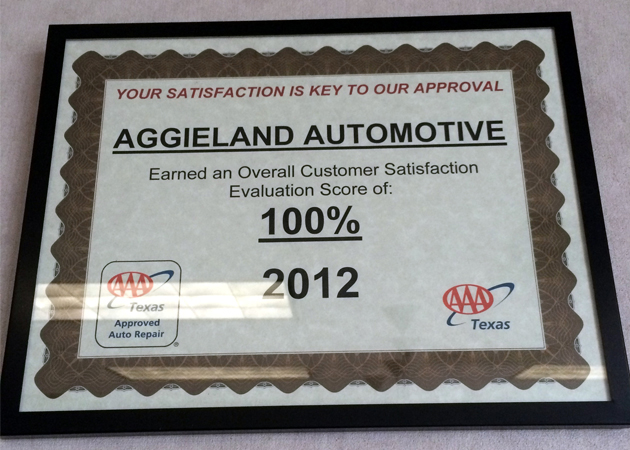 YOUR SATISFACTION IS KEY TO OUR APPROVAL
AGGIELAND AUTOMOTIVE
Earned an Overall Customer Satisfaction
Evaluation Score of:
100%
2012
AAA
Texas
Approved
Auto Repair
®
AAA
Texas